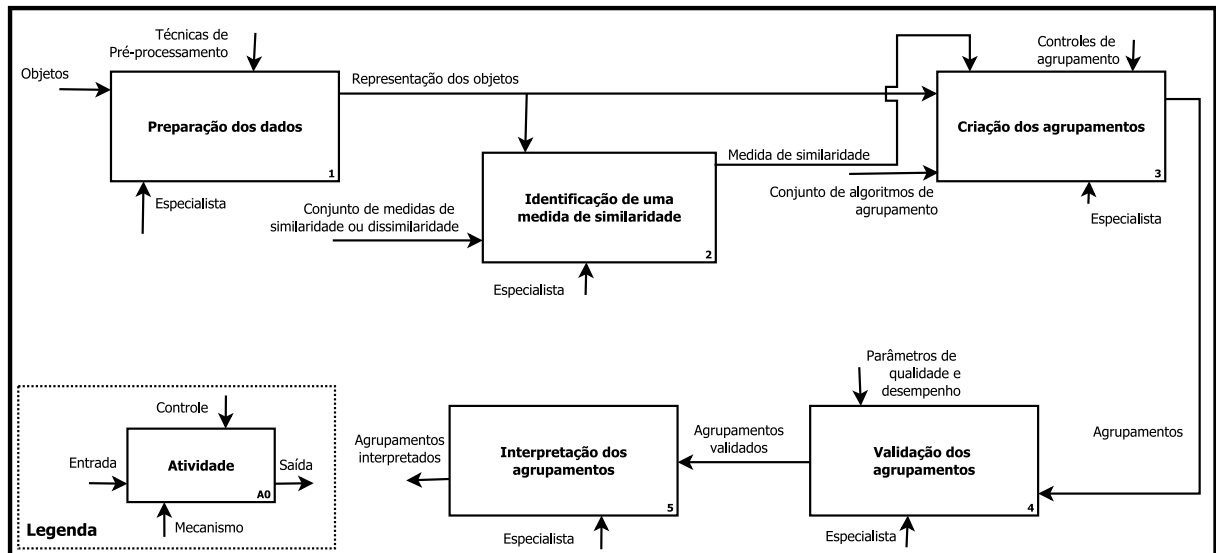 Técnicas de
Pré-processamento
Objetos
Preparação dos dados
1
Especialista
Representação dos objetos
Conjunto de medidas de
similaridade ou dissimilaridade
Identificação de uma
medida de similaridade
2
Especialista
Medida de similaridade
Controles de
agrupamento
Criação dos agrupamentos
3
Conjunto de algoritmos de
agrupamento
Especialista
Agrupamentos
Parâmetros de
qualidade e
desempenho
Validação dos
agrupamentos
4
Especialista
Agrupamentos
validados
Interpretação dos
agrupamentos
5
Especialista
Agrupamentos
interpretados
Controle
Entrada
Atividade
A0
Saída
Mecanismo
Legenda